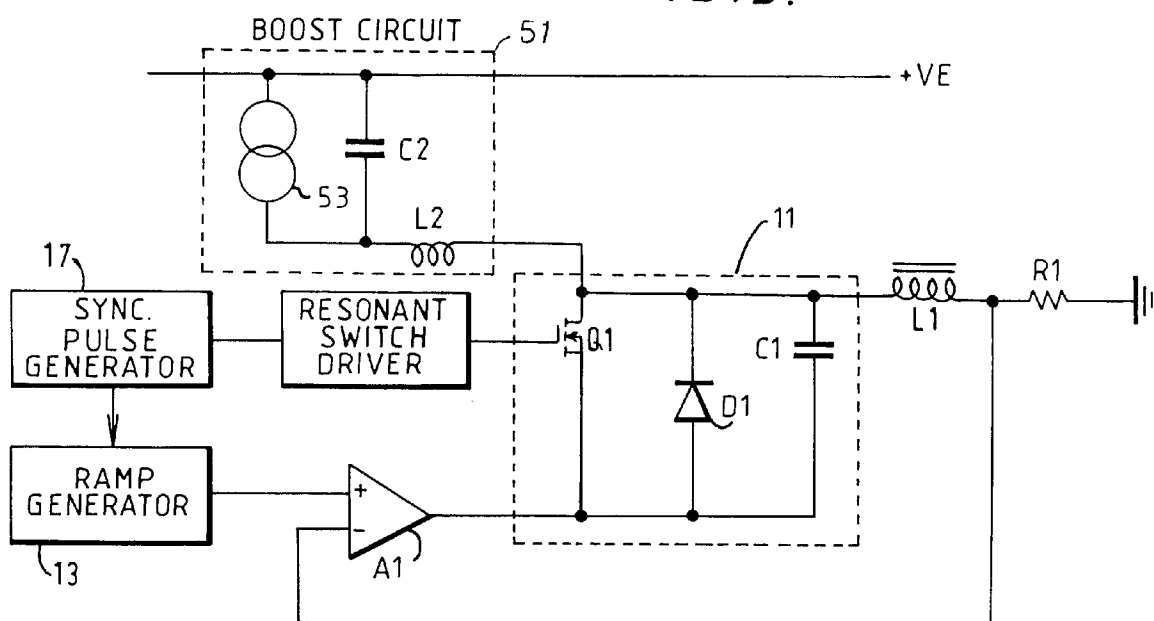 BOOST CIRCUIT
51
+VE
C2
53
L2
11
17
SYNC.
PULSE
GENERATOR
RESONANT
SWITCH
DRIVER
Q1
D1
C1
L1
R1
RAMP
GENERATOR
13
+
-
A1